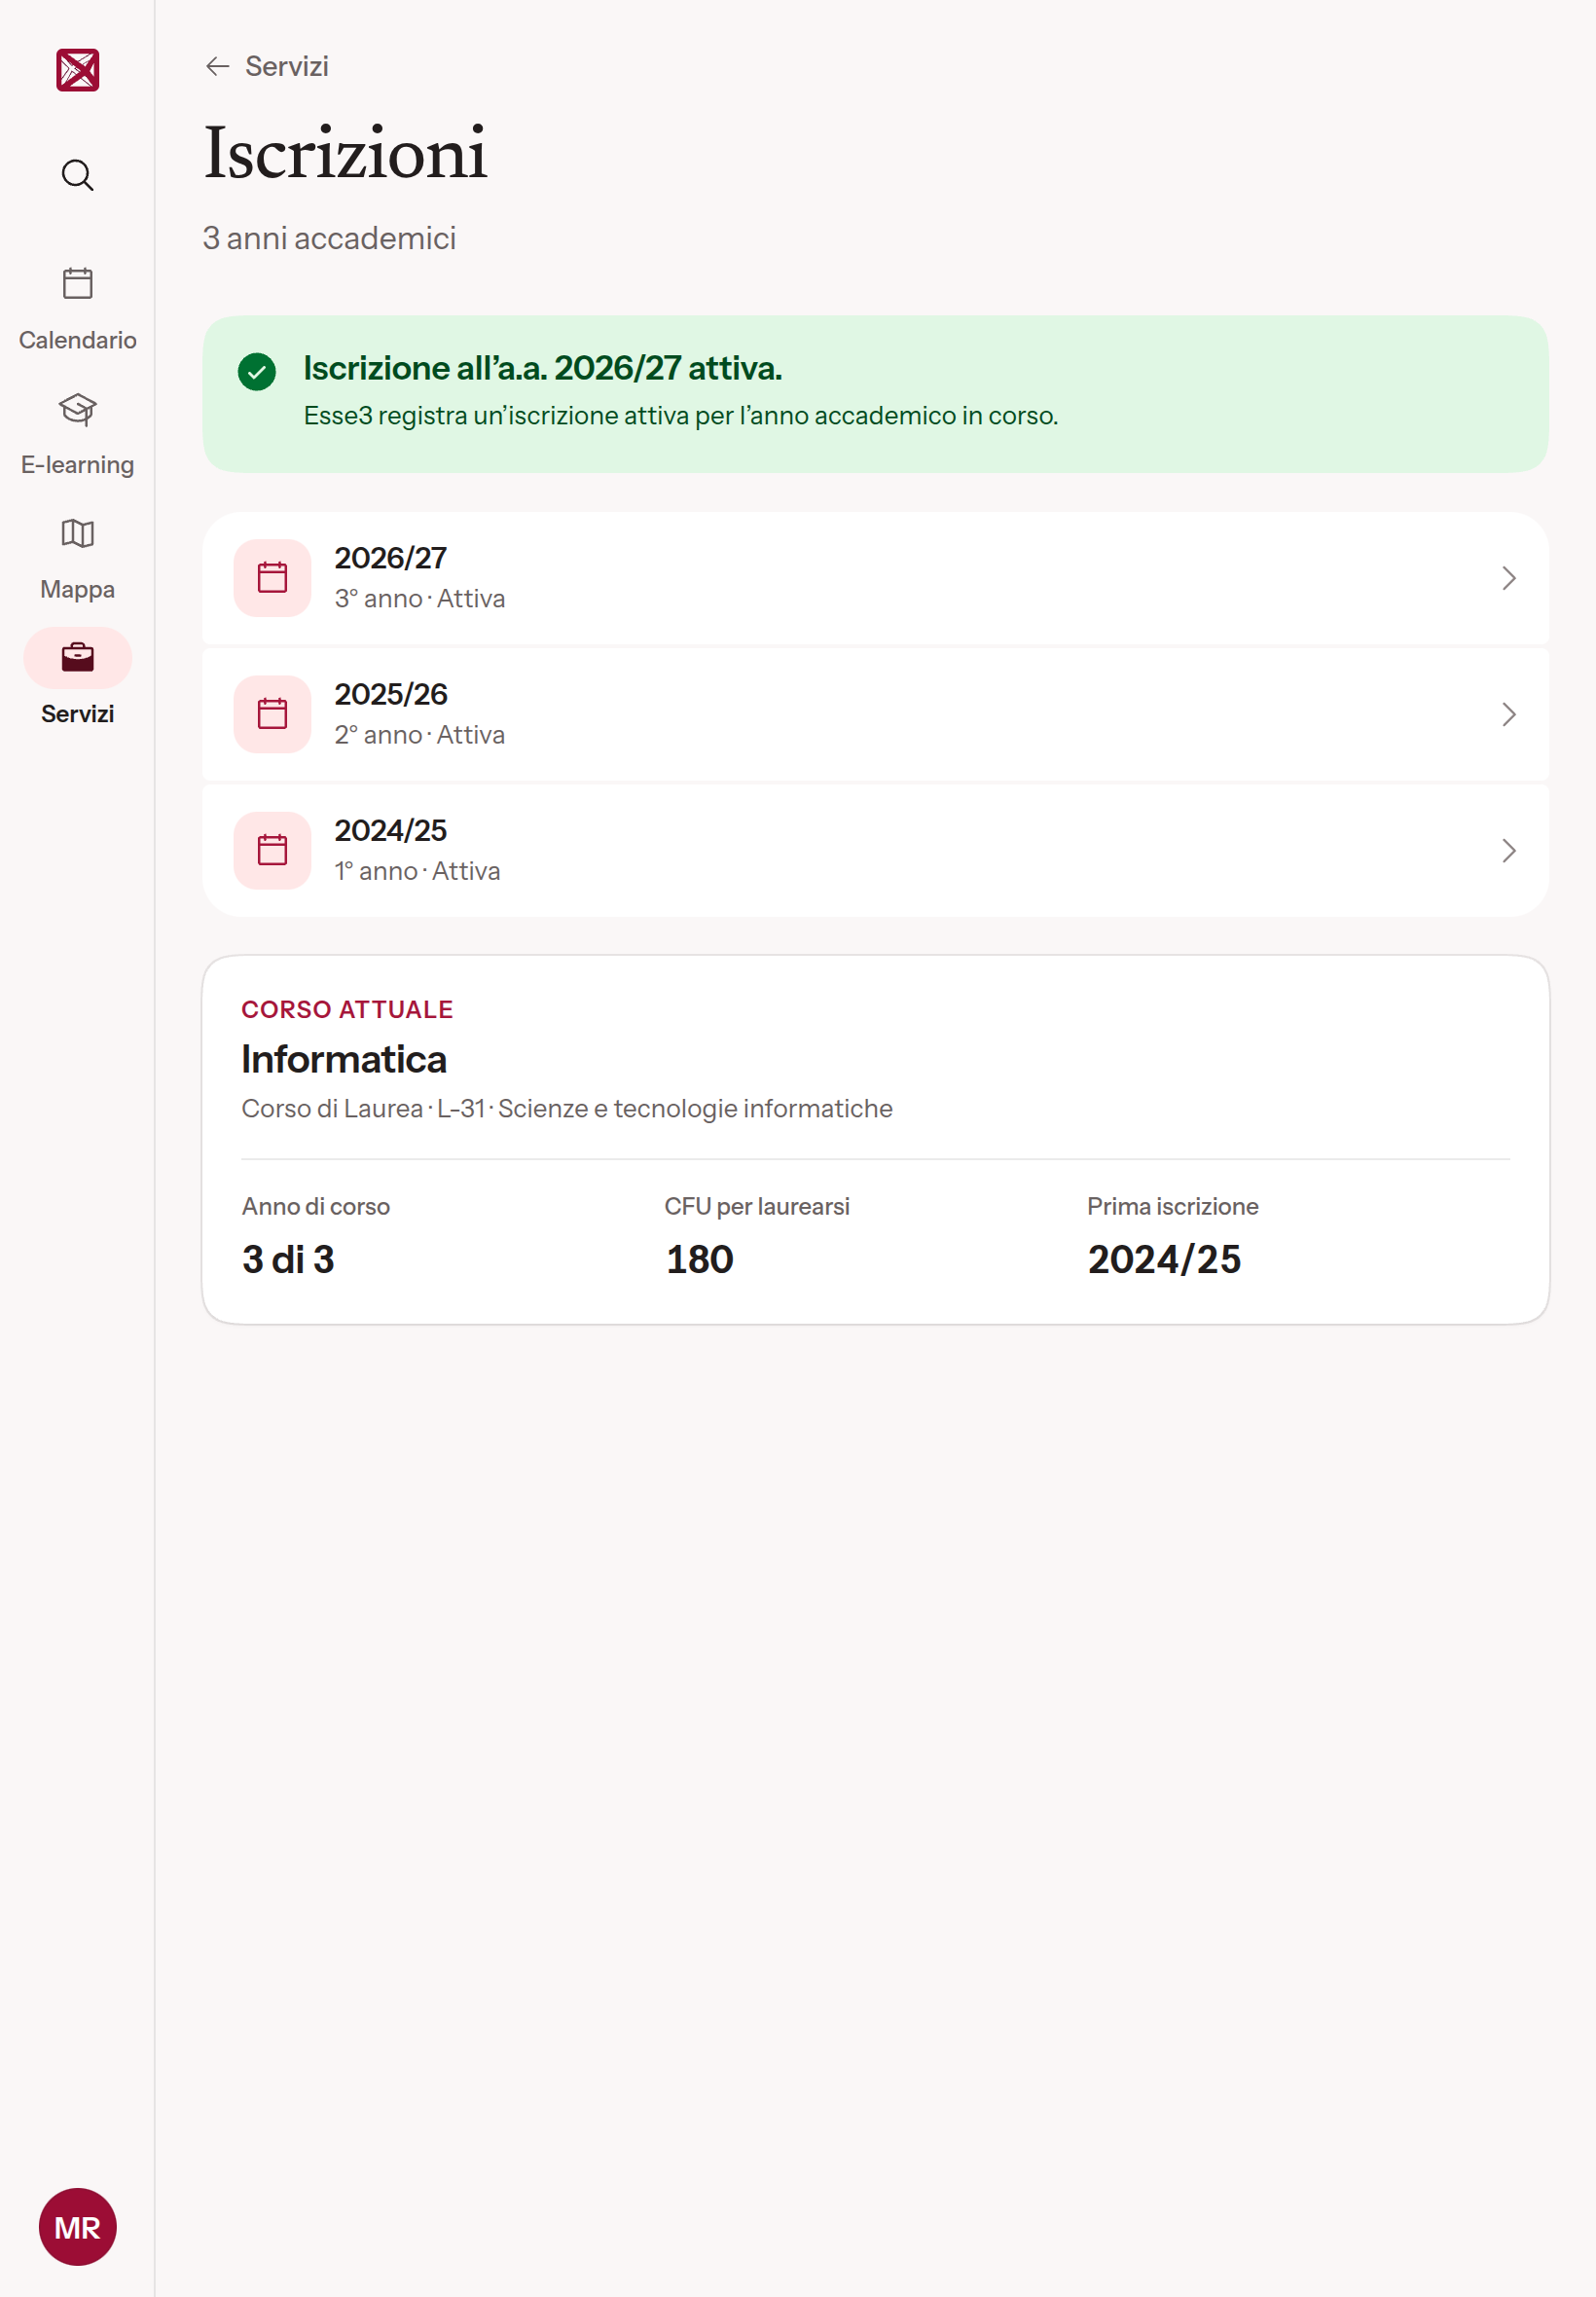 Servizi
Iscrizioni
3 anni accademici
Calendario
E-learning
Mappa
Servizi
Iscrizione all’a.a. 2026/27 attiva.
Esse3 registra un’iscrizione attiva per l’anno accademico in corso.
2026/27
3° anno · Attiva
2025/26
2° anno · Attiva
2024/25
1° anno · Attiva
CORSO ATTUALE
Informatica
Corso di Laurea · L-31 · Scienze e tecnologie informatiche
Anno di corso
3 di 3
CFU per laurearsi
180
Prima iscrizione
2024/25
MR